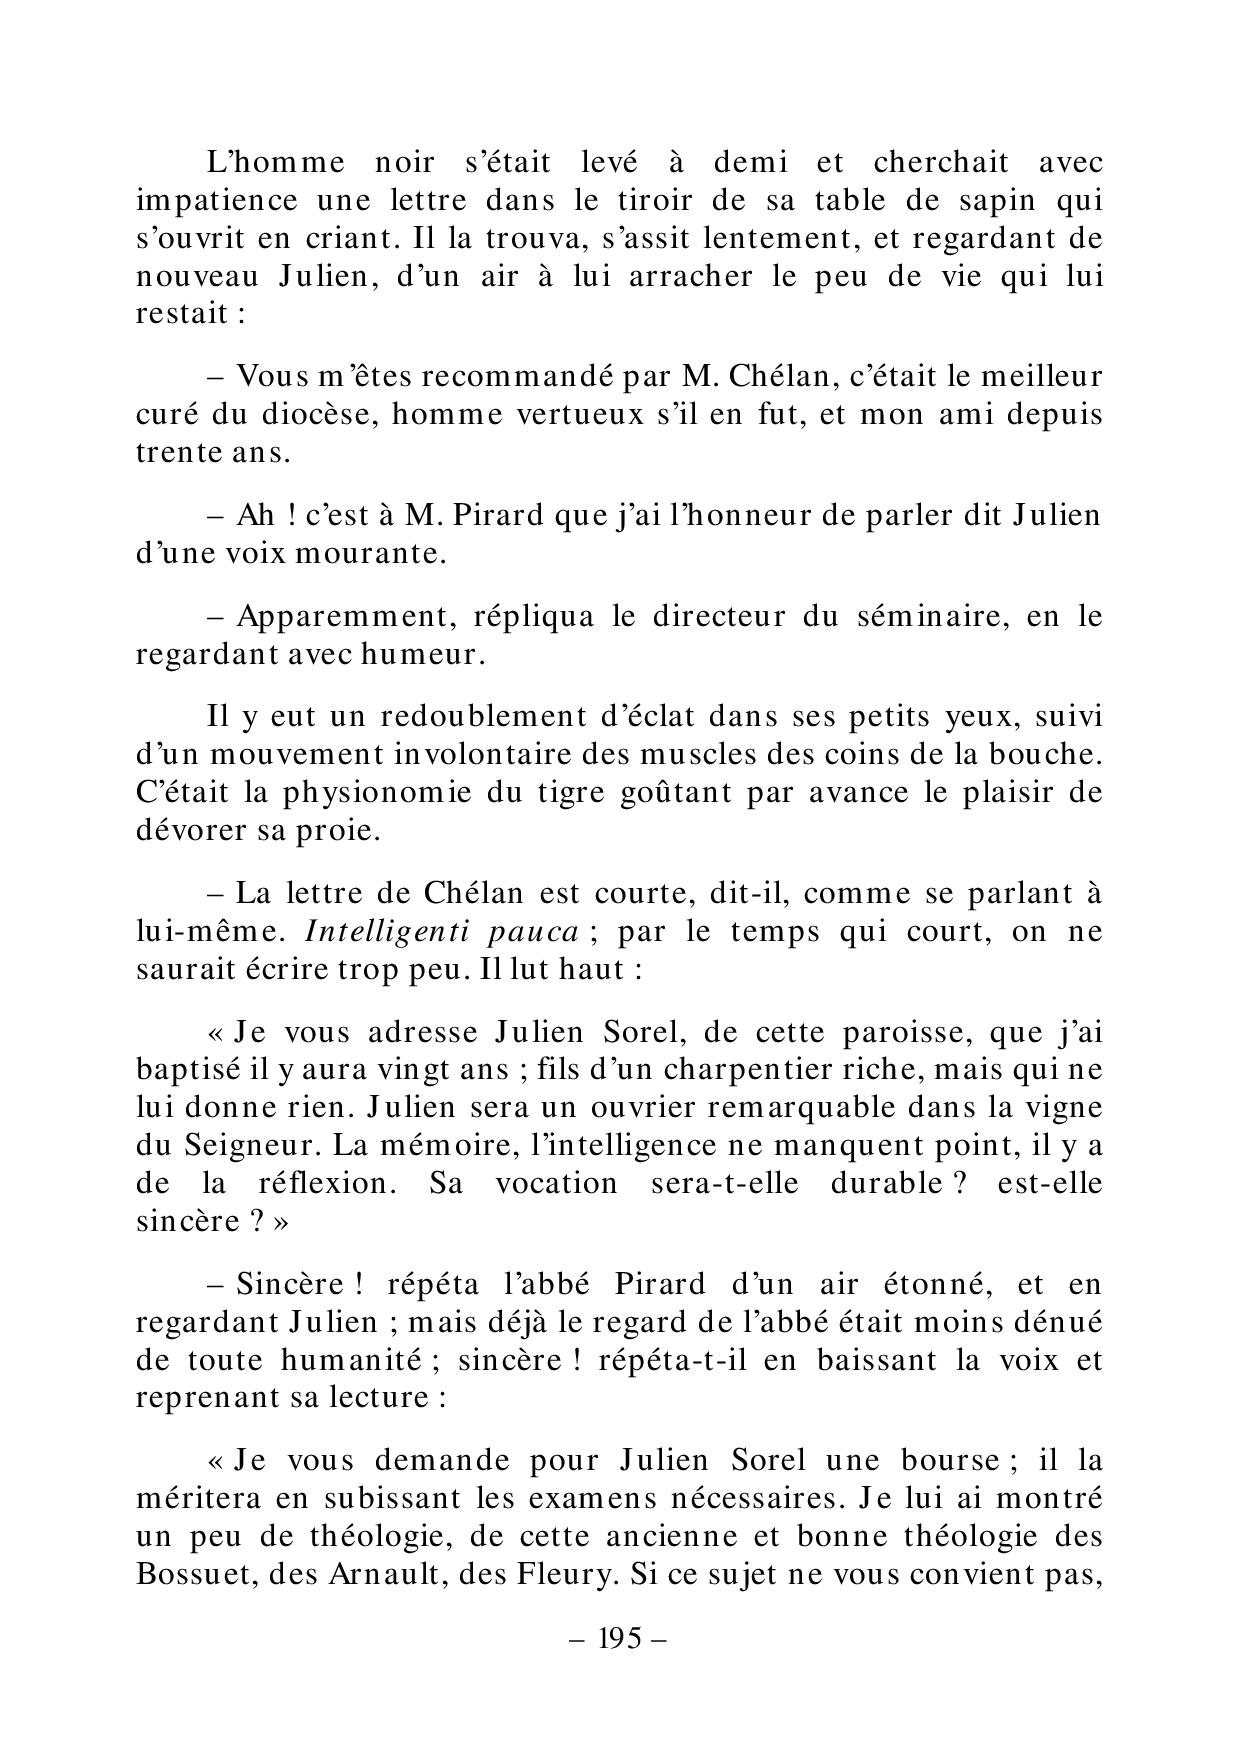 L’homme noir s’était levé à demi et cherchait avec
impatience une lettre dans le tiroir de sa table de sapin qui
s’ouvrit en criant. Il la trouva, s’assit lentement, et regardant de
nouveau Julien, d’un air à lui arracher le peu de vie qui lui
restait :
– Vous m’êtes recommandé par M. Chélan, c’était le meilleur
curé du diocèse, homme vertueux s’il en fut, et mon ami depuis
trente ans.
– Ah ! c’est à M. Pirard que j’ai l’honneur de parler dit Julien
d’une voix mourante.
– Apparemment, répliqua le directeur du séminaire, en le
regardant avec humeur.
Il y eut un redoublement d’éclat dans ses petits yeux, suivi
d’un mouvement involontaire des muscles des coins de la bouche.
C’était la physionomie du tigre goûtant par avance le plaisir de
dévorer sa proie.
– La lettre de Chélan est courte, dit-il, comme se parlant à
lui-même. Intelligenti pauca ; par le temps qui court, on ne
saurait écrire trop peu. Il lut haut :
« Je vous adresse Julien Sorel, de cette paroisse, que j’ai
baptisé il y aura vingt ans ; fils d’un charpentier riche, mais qui ne
lui donne rien. Julien sera un ouvrier remarquable dans la vigne
du Seigneur. La mémoire, l’intelligence ne manquent point, il y a
de la réflexion. Sa vocation sera-t-elle durable ? est-elle
sincère ? »
– Sincère ! répéta l’abbé Pirard d’un air étonné, et en
regardant Julien ; mais déjà le regard de l’abbé était moins dénué
de toute humanité ; sincère ! répéta-t-il en baissant la voix et
reprenant sa lecture :
« Je vous demande pour Julien Sorel une bourse ; il la
méritera en subissant les examens nécessaires. Je lui ai montré
un peu de théologie, de cette ancienne et bonne théologie des
Bossuet, des Arnault, des Fleury. Si ce sujet ne vous convient pas,
– 195 –